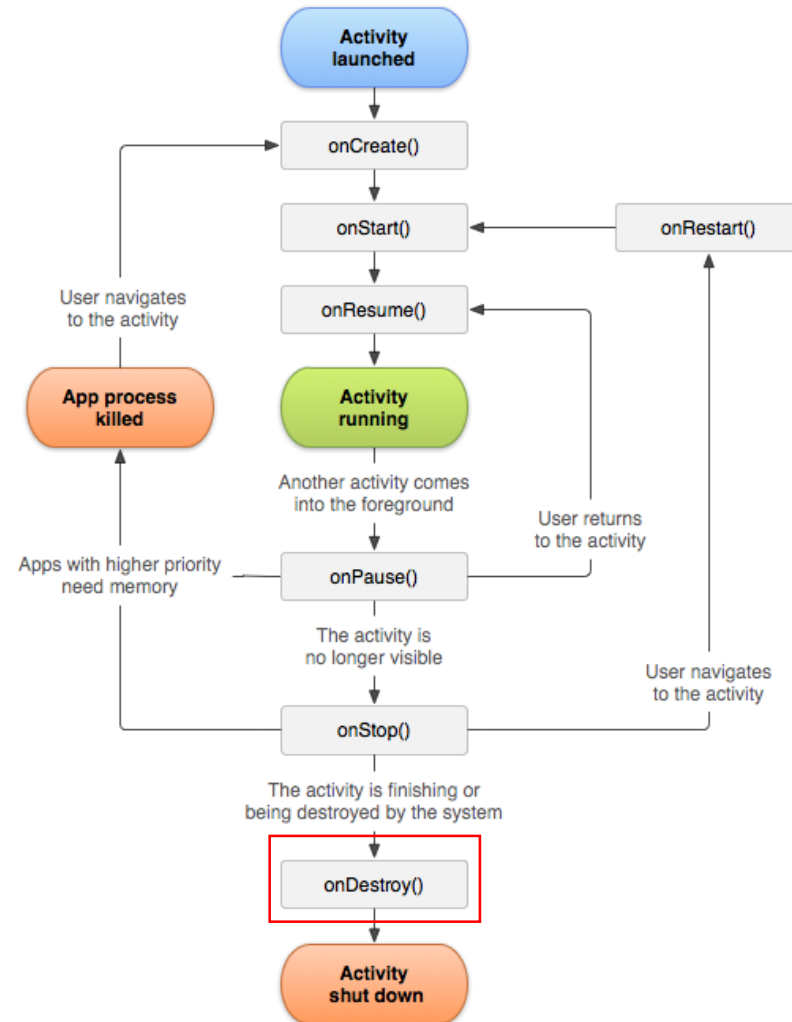 Activity
launched
onCreate()
onStart()
onRestart()
User navigates
to the activity
onResume()
App process
killed
Activity
running
Another activity comes
into the foreground
User returns
to the activity
Apps with higher priority
need memory
onPause()
The activity is
no longer visible
User navigates
to the activity
onStop()
The activity is finishing or
being destroyed by the system
onDestroy()
Activity
shut down